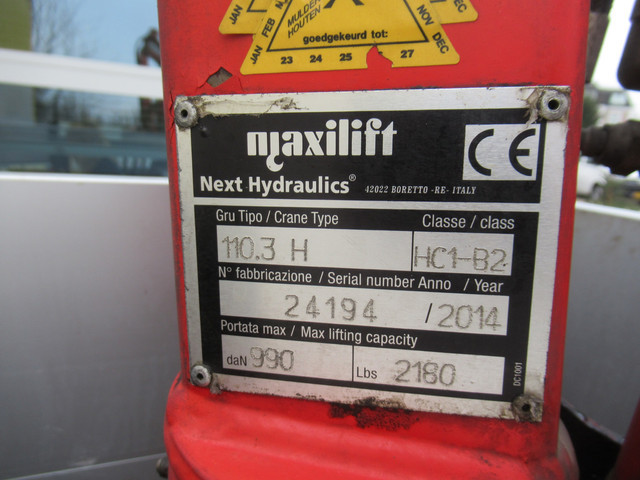 JAN FEB
MULDER
HOUTEN
NOV DEC
goedgekeurd tot:
JAN 23 24 25 27 DEC
maxilift
CE
Next Hydraulics® 42022 BORETTO -RE- ITALY
Gru Tipo / Crane Type Classe / class
110.3 H HC1-B2
N° fabbricazione / Serial number Anno / Year
24194 / 2014
Portata max / Max lifting capacity
daN 990 Lbs 2180
DC1001